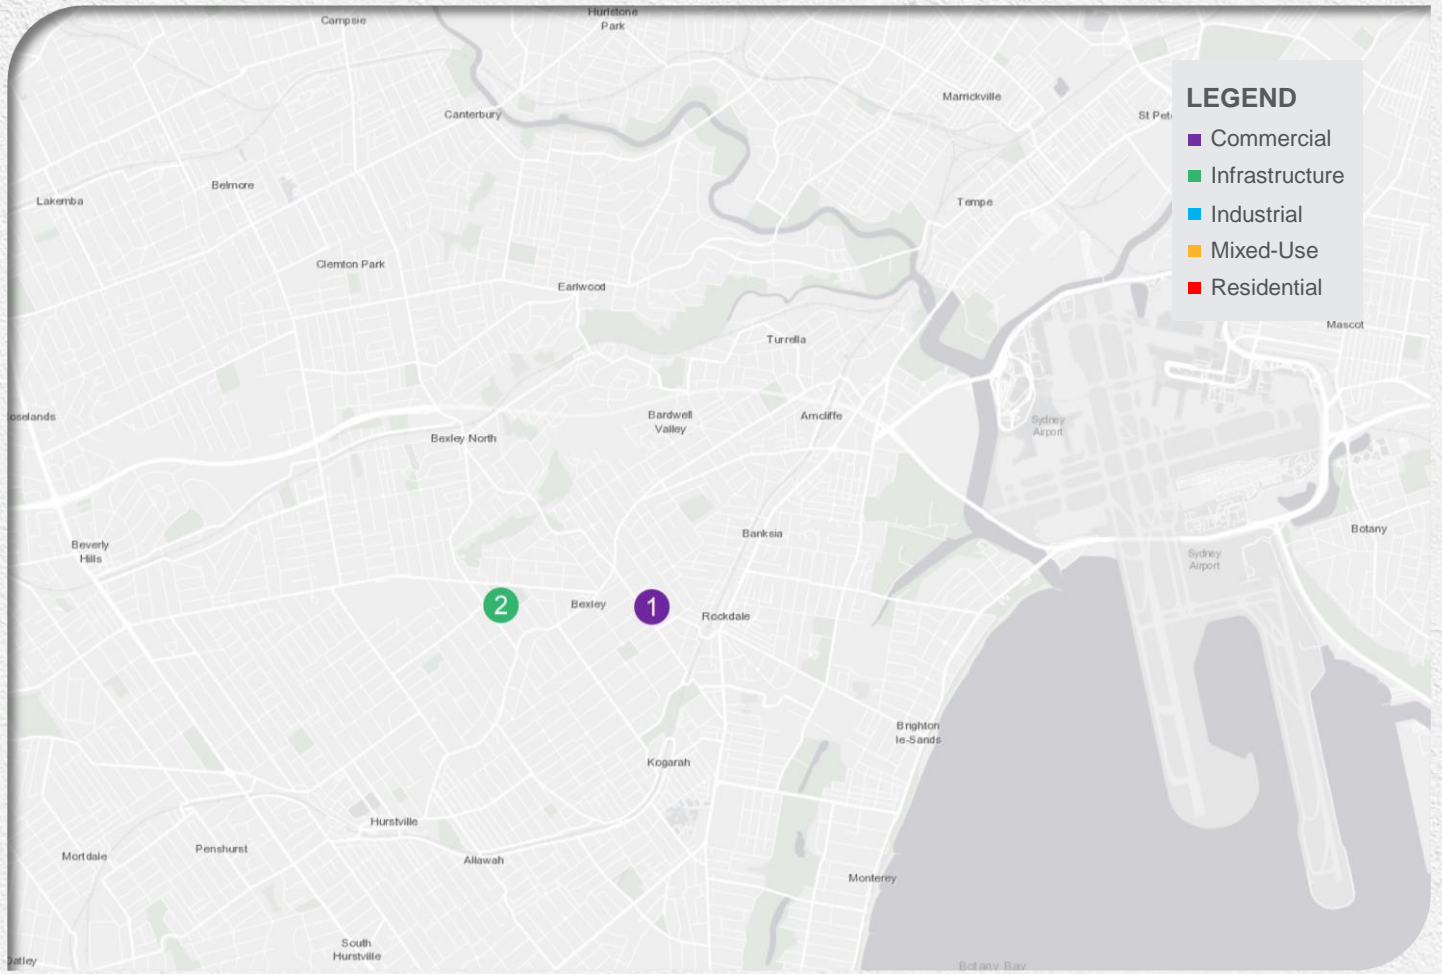 Campsie
Hurlstone
Park
Canterbury
Marrickville
St Pet
LEGEND
Commercial
Infrastructure
Industrial
Mixed-Use
Residential
Lakemba
Belmore
Tempe
Clemton Park
Earlwood
Turrella
Mascot
oselands
Bexley North
Bardwell
Valley
Arncliffe
Sydney
Airport
Beverly
Hills
Banksia
Botany
Sydney
Airport
2
Bexley
1
Rockdale
Brighton
le-Sands
Kogarah
Hurstville
Mortdale
Penshurst
Allawah
Monterey
South
Hurstville
Oatley
Botany Bay